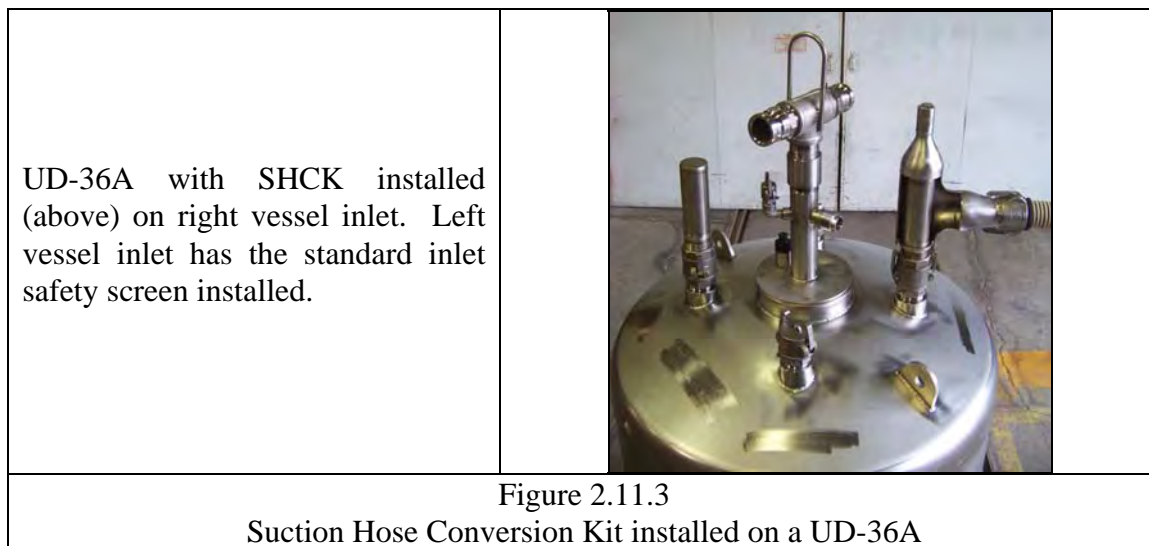 UD-36A with SHCK installed
(above) on right vessel inlet. Left
vessel inlet has the standard inlet
safety screen installed.
Figure 2.11.3
Suction Hose Conversion Kit installed on a UD-36A